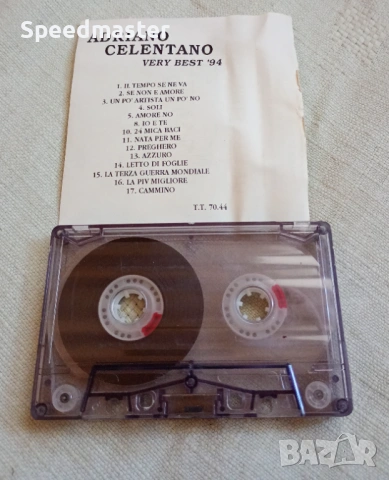 Speedmaster
ADRIANO
CELENTANO
VERY BEST '94
1. IL TEMPO SE NE VA
2. SE NON E AMORE
3. UN PO' ARTISTA UN PO' NO
4. SOLI
5. AMORE NO
8. IO E TE
10. 24 MICA BACI
11. NATA PER ME
12. PREGHERO
13. AZZURO
14. LETTO DI FOGLIE
15. LA TERZA GUERRA MONDIALE
16. LA PIV MIGLIORE
17. CAMMINO
T.T. 70.44
BAZAR.bg